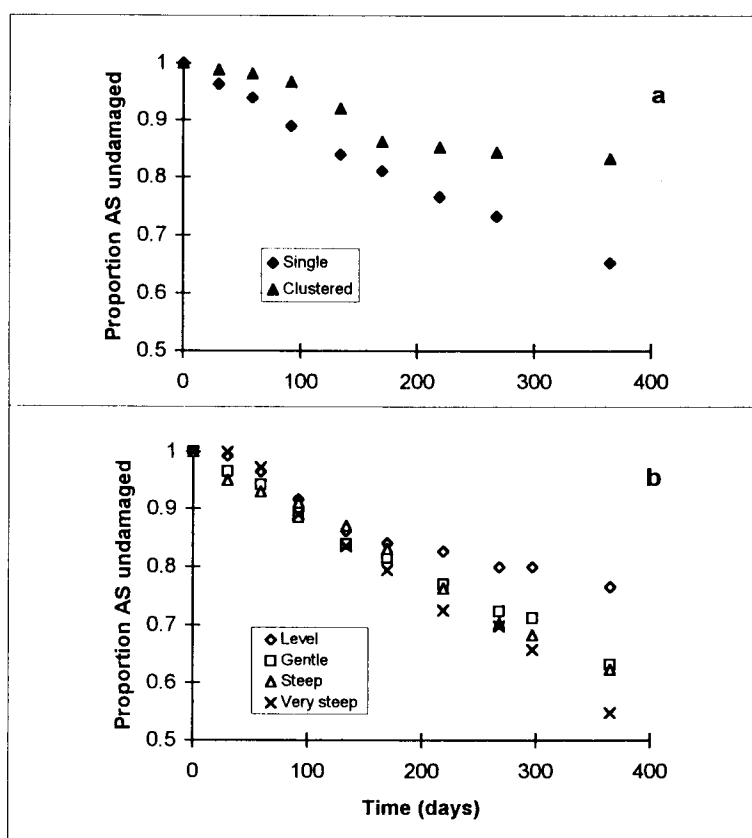 Proportion AS undamaged
1
0.9
0.8
0.7
0.6
0.5
0
100
200
300
400
a
Single
Clustered
Proportion AS undamaged
1
0.9
0.8
0.7
0.6
0.5
0
100
200
300
400
b
Level
Gentle
Steep
Very steep
Time (days)